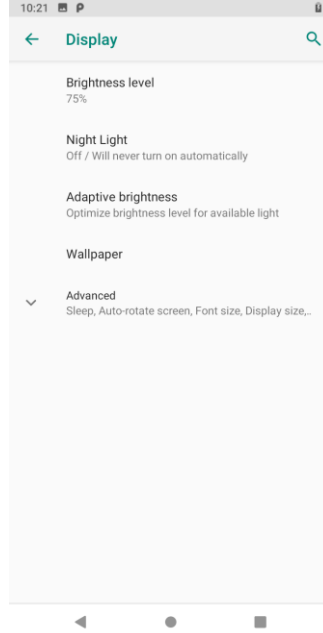 10:21
Display
Brightness level
75%
Night Light
Off / Will never turn on automatically
Adaptive brightness
Optimize brightness level for available light
Wallpaper
Advanced
Sleep, Auto-rotate screen, Font size, Display size,..